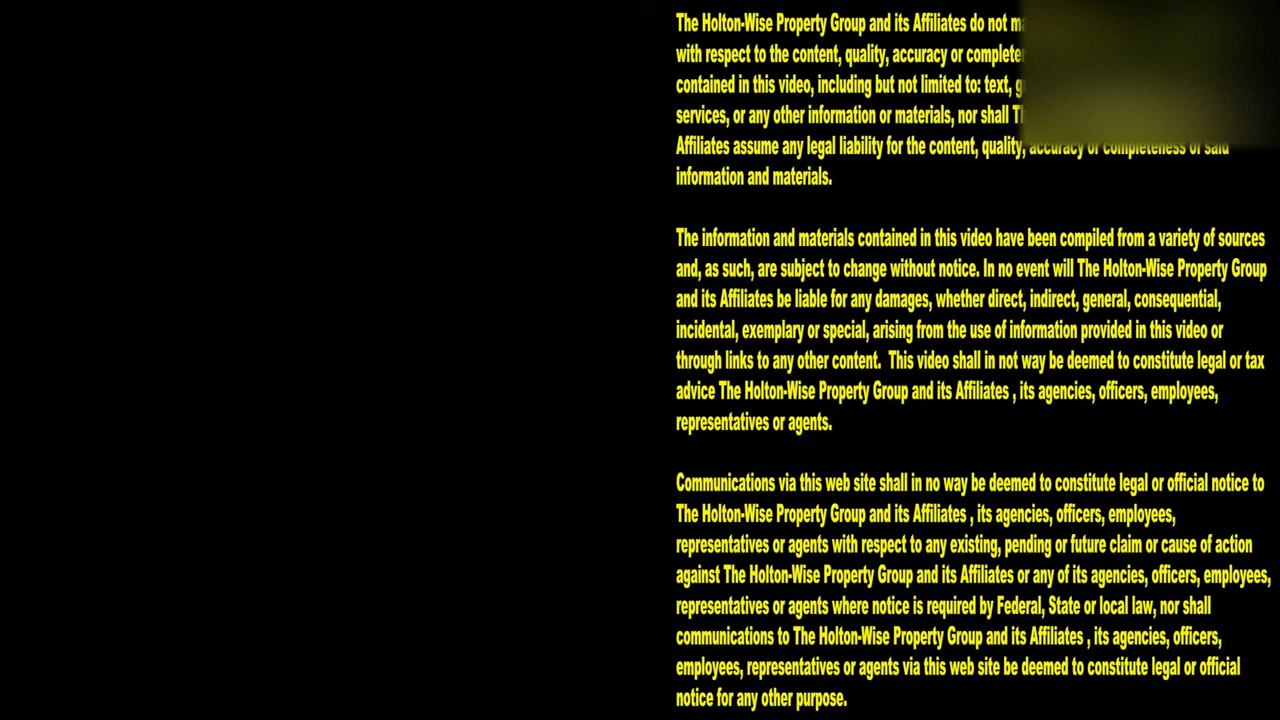 The Holton-Wise Property Group and its Affiliates do not
with respect to the content, quality, accuracy or
contained in this video, including but not limited to: text,
services, or any other information or materials, nor shall
Affiliates assume any legal liability for the content, quality, accuracy or completeness of said
information and materials.
The information and materials contained in this video have been compiled from a variety of sources
and, as such, are subject to change without notice. In no event will The Holton-Wise Property Group
and its Affiliates be liable for any damages, whether direct, indirect, general, consequential,
incidental, exemplary or special, arising from the use of information provided in this video or
through links to any other content. This video shall in not way be deemed to constitute legal or tax
advice The Holton-Wise Property Group and its Affiliates , its agencies, officers, employees,
representatives or agents.
Communications via this web site shall in no way be deemed to constitute legal or official notice to
The Holton-Wise Property Group and its Affiliates , its agencies, officers, employees,
representatives or agents with respect to any existing, pending or future claim or cause of action
against The Holton-Wise Property Group and its Affiliates or any of its agencies, officers, employees,
representatives or agents where notice is required by Federal, State or local law, nor shall
communications to The Holton-Wise Property Group and its Affiliates , its agencies, officers,
employees, representatives or agents via this web site be deemed to constitute legal or official
notice for any other purpose.